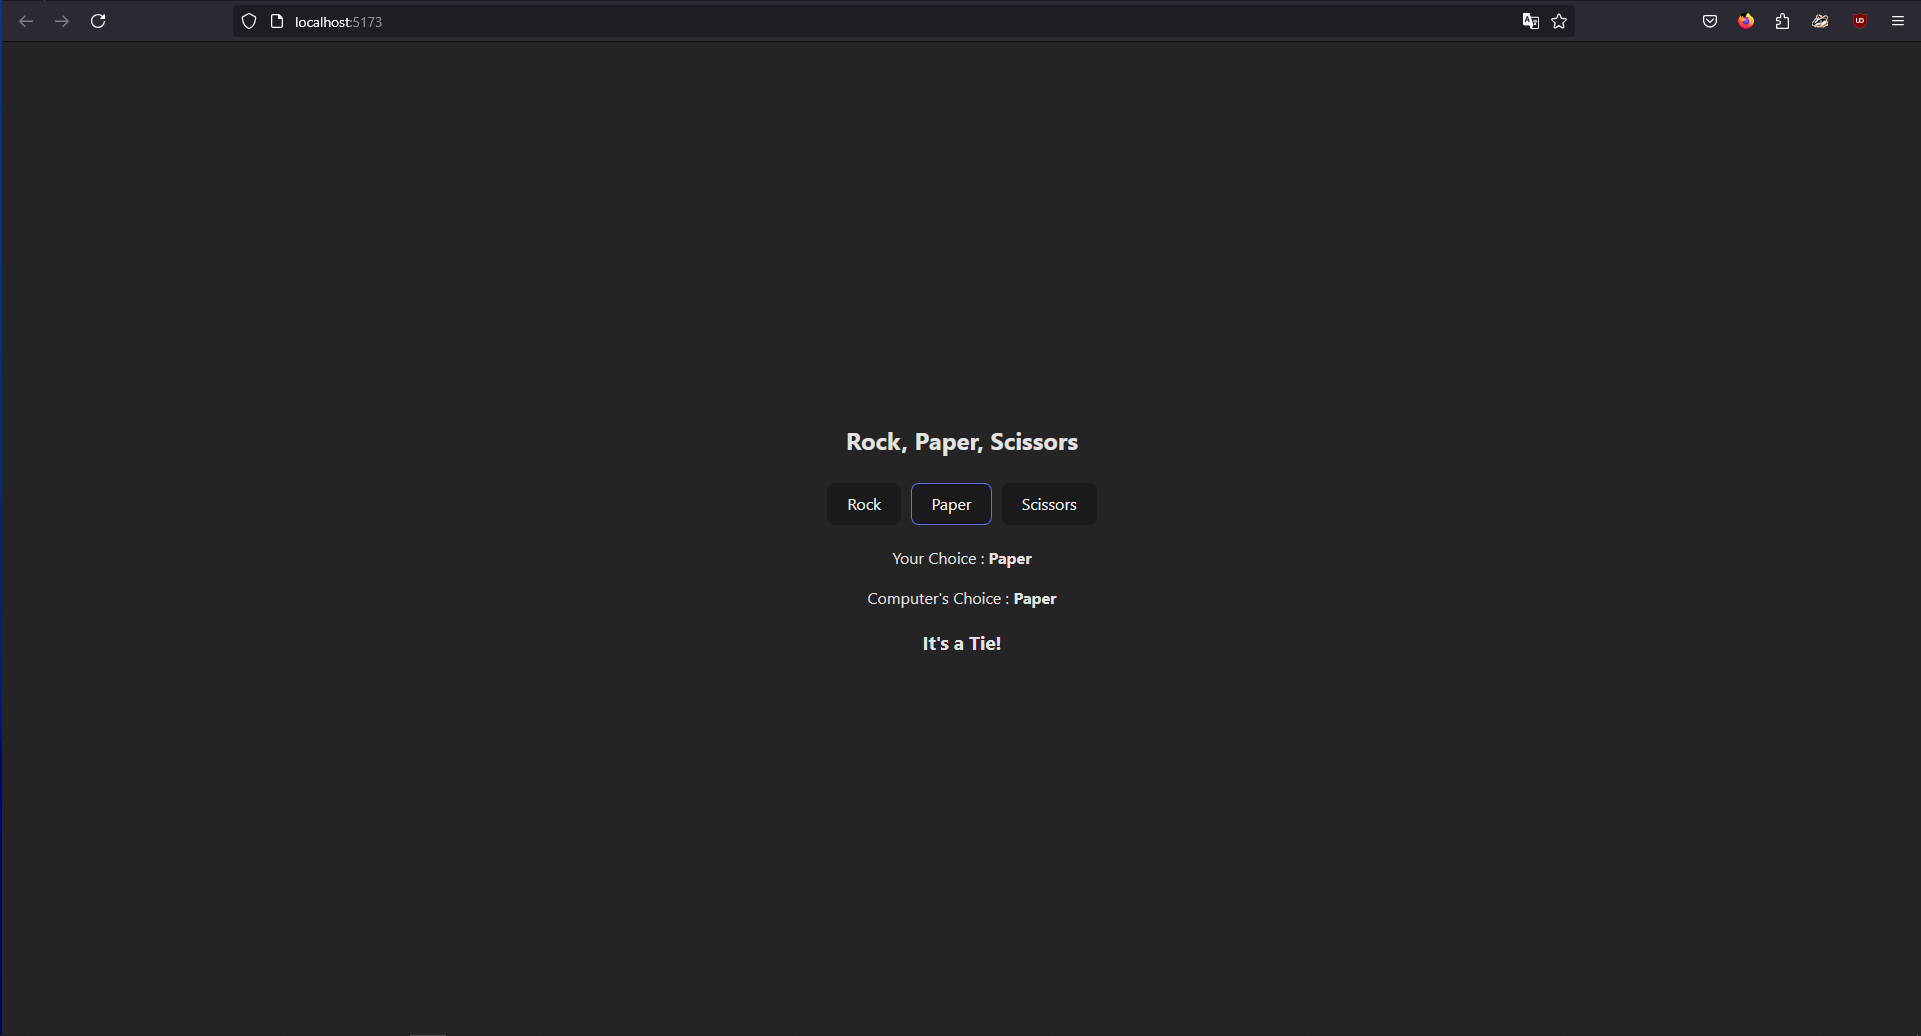 localhost:5173
Rock, Paper, Scissors
Rock Paper Scissors
Your Choice : Paper
Computer's Choice : Paper
It's a Tie!